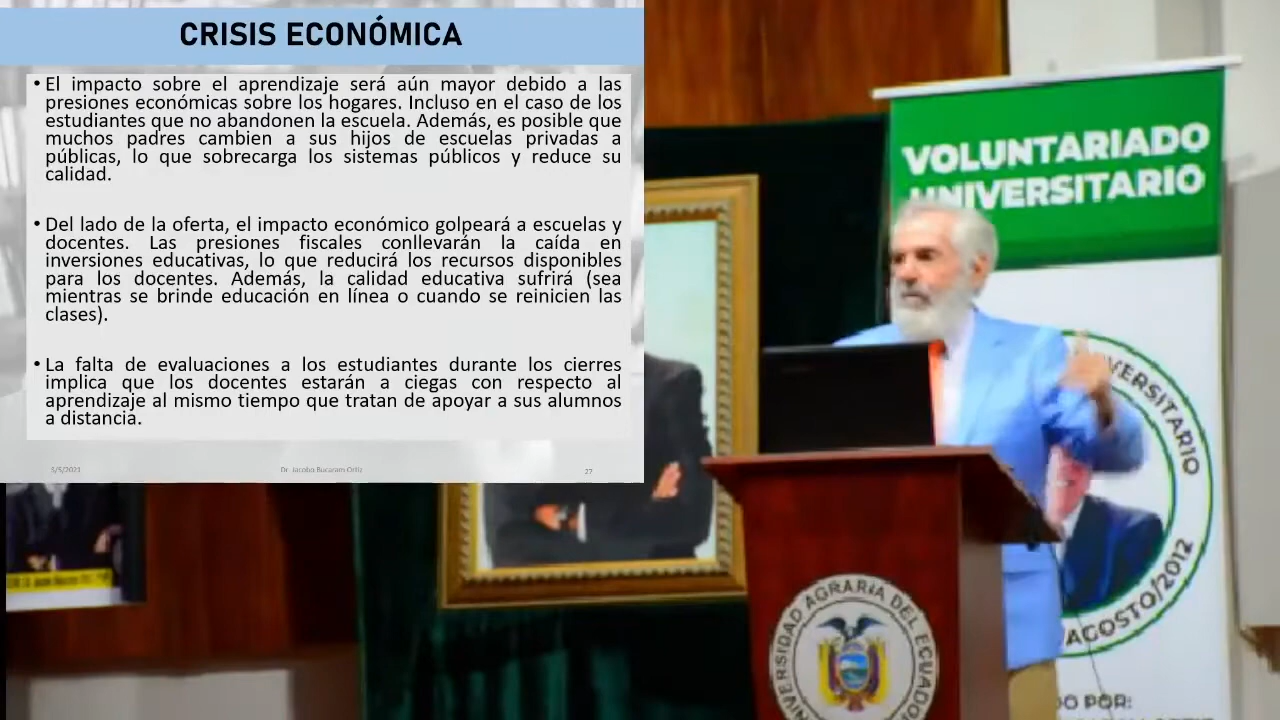 CRISIS ECONÓMICA
• El impacto sobre el aprendizaje será aún mayor debido a las
presiones económicas sobre los hogares. Incluso en el caso de los
estudiantes que no abandonen la escuela. Además, es posible que
muchos padres cambien a sus hijos de escuelas privadas a
públicas, lo que sobrecarga los sistemas públicos y reduce su
calidad.
• Del lado de la oferta, el impacto económico golpeará a escuelas y
docentes. Las presiones fiscales conllevarán la caída en
inversiones educativas, lo que reducirá los recursos disponibles
para los docentes. Además, la calidad educativa sufrirá (sea
mientras se brinde educación en línea o cuando se reinicien las
clases).
• La falta de evaluaciones a los estudiantes durante los cierres
implica que los docentes estarán a ciegas con respecto al
aprendizaje al mismo tiempo que tratan de apoyar a sus alumnos
a distancia.
5/5/2021 Dr. Jacobo Bucaram Ortiz 27
VOLUNTARIADO
UNIVERSITARIO
VERSITARIO
AGOSTO/2012
UNIVERSIDAD AGRARIA DEL ECUADOR
DO POR: